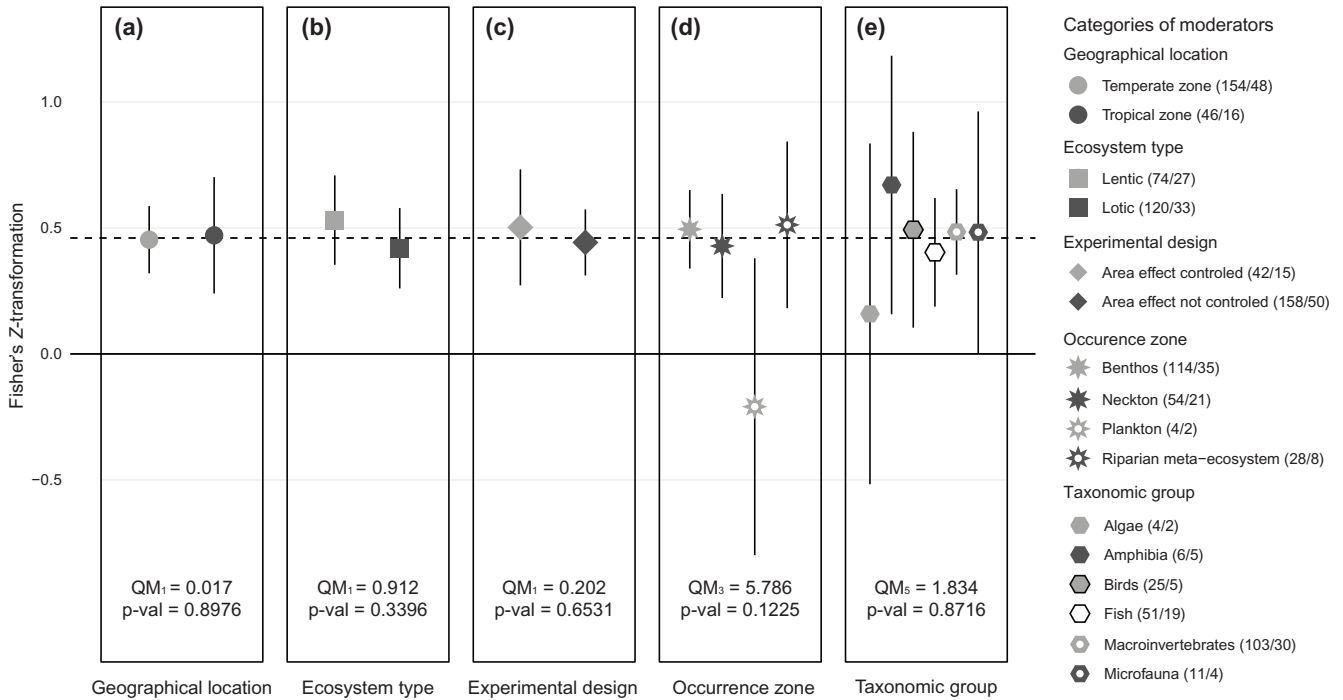 (a)
(b)
(c)
(d)
(e)
Fisher's Z-transformation
1.0
0.5
0.0
−0.5
QM₁ = 0.017
p-val = 0.8976
QM₁ = 0.912
p-val = 0.3396
QM₁ = 0.202
p-val = 0.6531
QM₃ = 5.786
p-val = 0.1225
QM₅ = 1.834
p-val = 0.8716
Geographical location
Ecosystem type
Experimental design
Occurrence zone
Taxonomic group
Categories of moderators
Geographical location
Temperate zone (154/48)
Tropical zone (46/16)
Ecosystem type
Lentic (74/27)
Lotic (120/33)
Experimental design
Area effect controled (42/15)
Area effect not controled (158/50)
Occurence zone
Benthos (114/35)
Neckton (54/21)
Plankton (4/2)
Riparian meta−ecosystem (28/8)
Taxonomic group
Algae (4/2)
Amphibia (6/5)
Birds (25/5)
Fish (51/19)
Macroinvertebrates (103/30)
Microfauna (11/4)